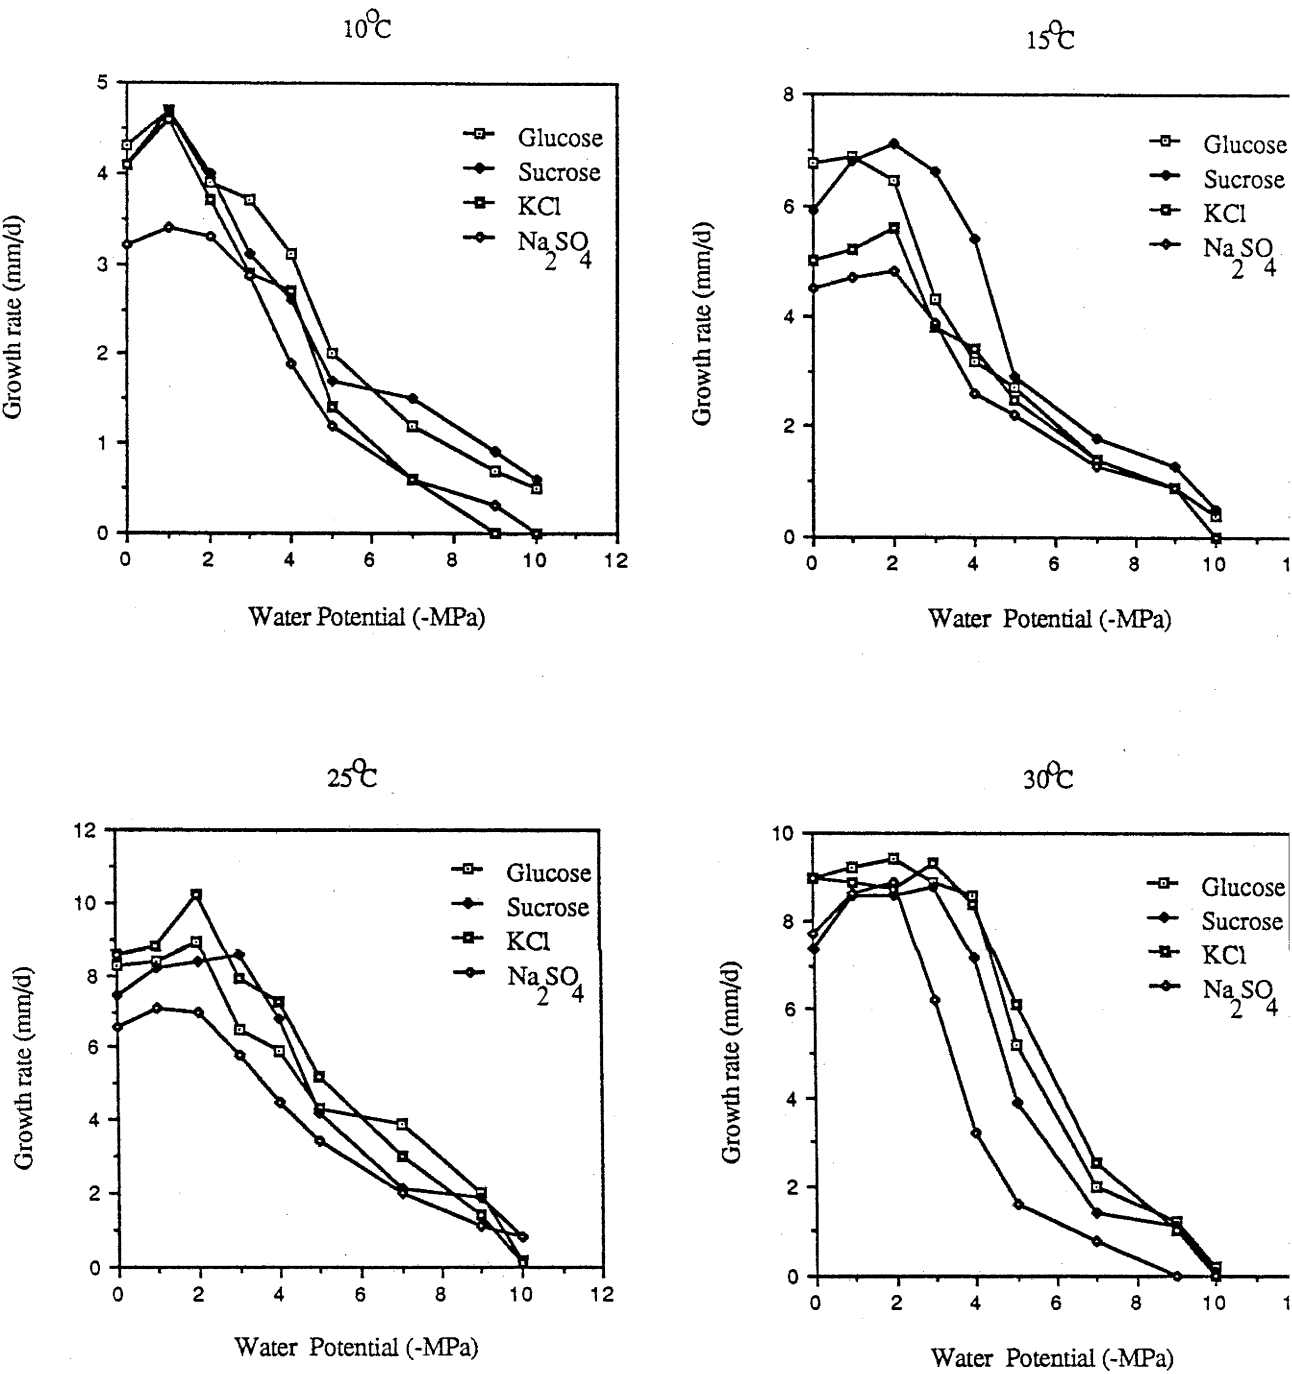 10°C
5
4
3
2
1
0
0 2 4 6 8 10 12
Growth rate (mm/d)
Water Potential (-MPa)
Glucose
Sucrose
KCl
Na2SO4
15°C
8
6
4
2
0
0 2 4 6 8 10 1
Growth rate (mm/d)
Water Potential (-MPa)
Glucose
Sucrose
KCl
Na2SO4
25°C
12
10
8
6
4
2
0
0 2 4 6 8 10 12
Growth rate (mm/d)
Water Potential (-MPa)
Glucose
Sucrose
KCl
Na2SO4
30°C
10
8
6
4
2
0
0 2 4 6 8 10 1
Growth rate (mm/d)
Water Potential (-MPa)
Glucose
Sucrose
KCl
Na2SO4